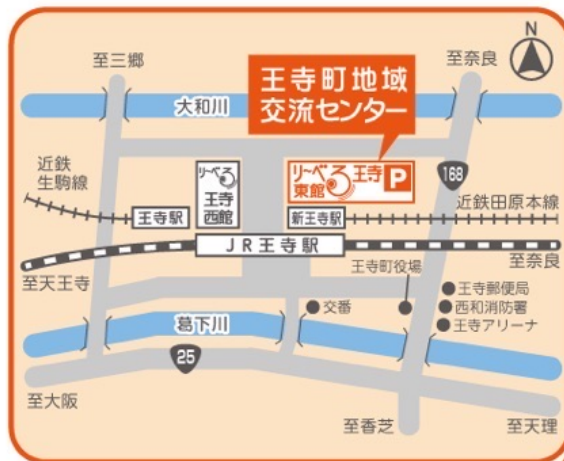 N
至三郷
至奈良
王寺町地域
交流センター
大和川
近鉄
生駒線
りーべる
王寺
西館
りーべる王寺
東館
P
168
王寺駅
新王寺駅
近鉄田原本線
JR王寺駅
至天王寺
王寺町役場
至奈良
交番
王寺郵便局
西和消防署
王寺アリーナ
葛下川
25
至大阪
至香芝
至天理